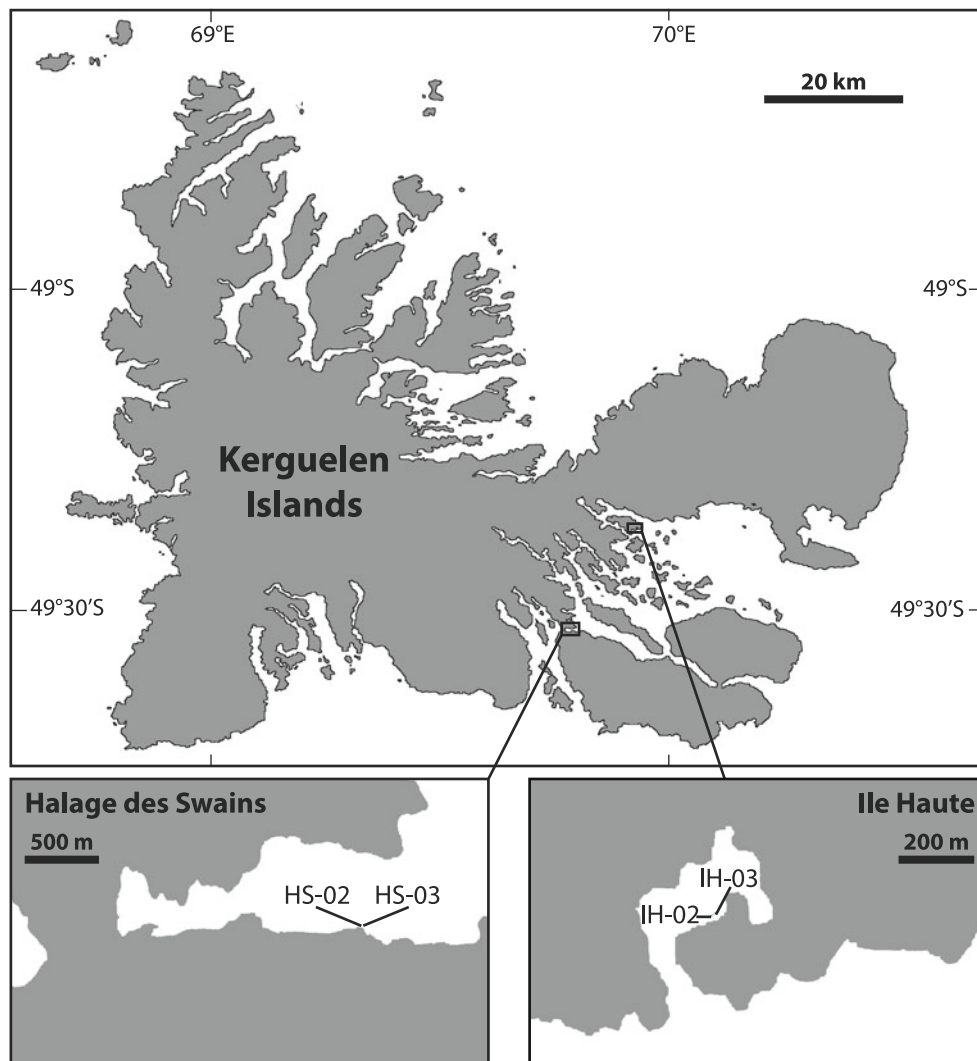 69°E
70°E
20 km
49°S
49°S
Kerguelen
Islands
49°30'S
49°30'S
Halage des Swains
500 m
HS-02
HS-03
Ile Haute
200 m
IH-03
IH-02